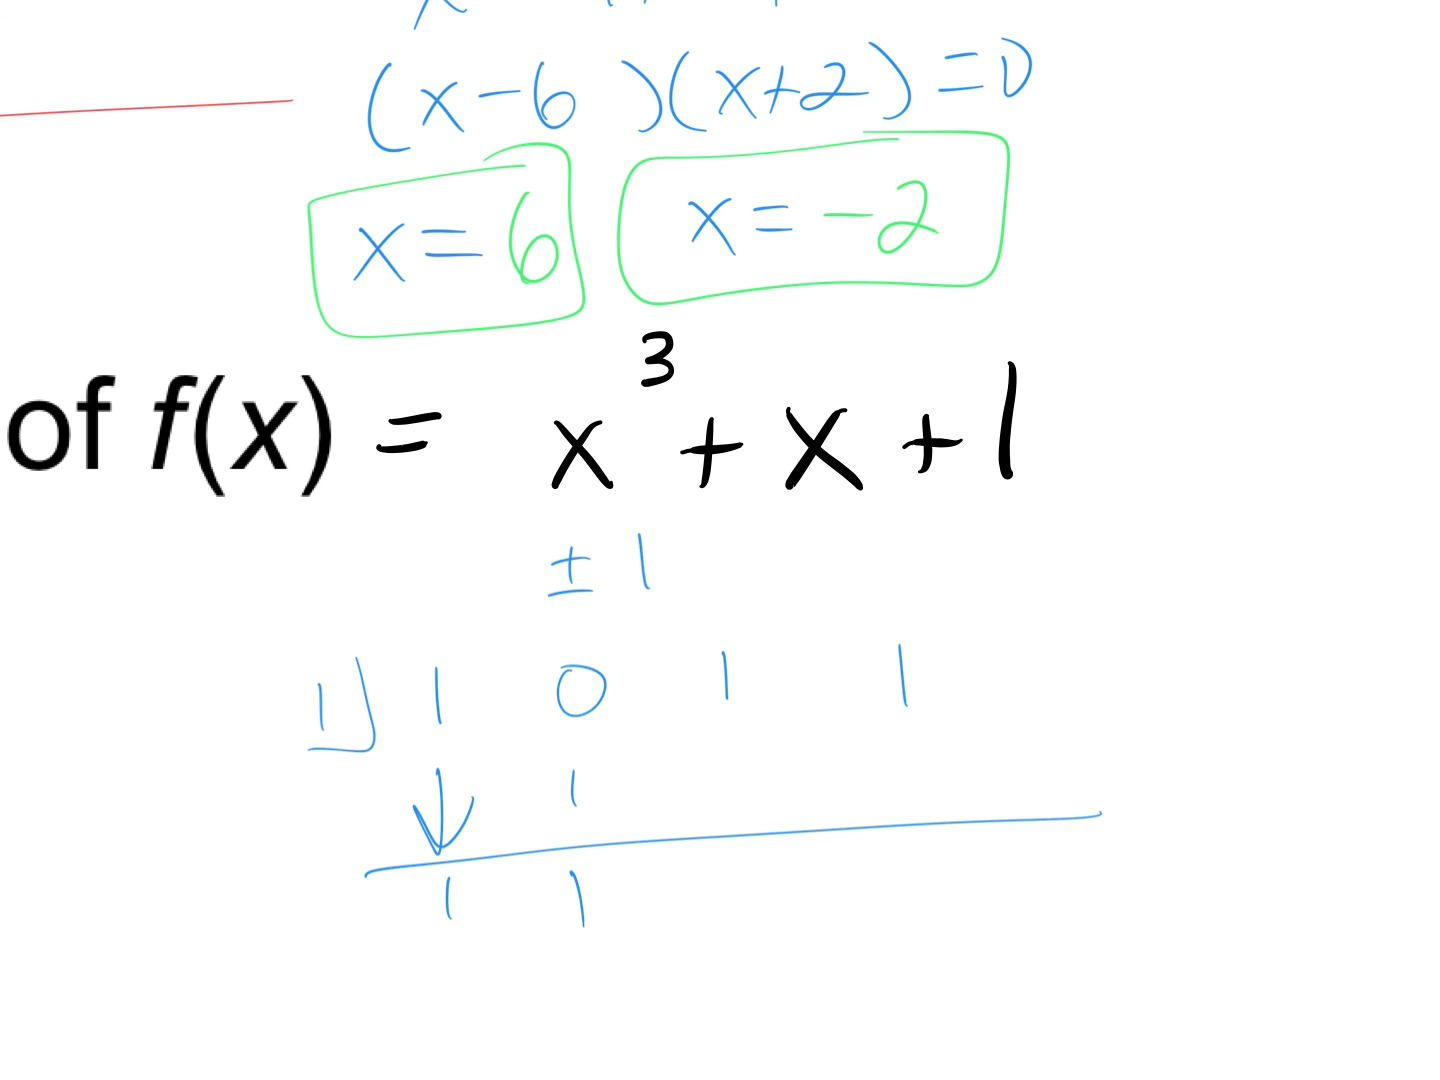 (x-6)(x+2)=0
x=6 x=-2
of f(x) = x³+x+1
± 1
1 1 0 1 1
1
1 1